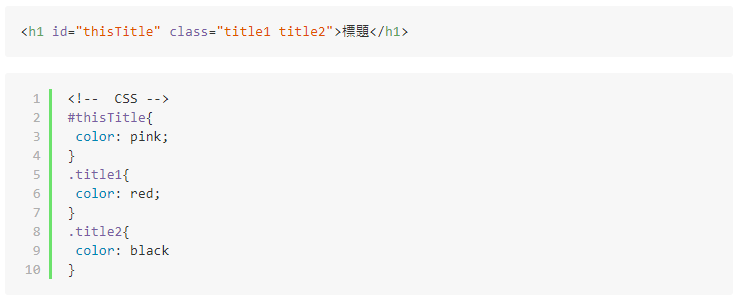 <h1 id="thisTitle" class="title1 title2">標題</h1>
1 <!--  CSS -->
2 #thisTitle{
3  color: pink;
4 }
5 .title1{
6  color: red;
7 }
8 .title2{
9  color: black
10 }